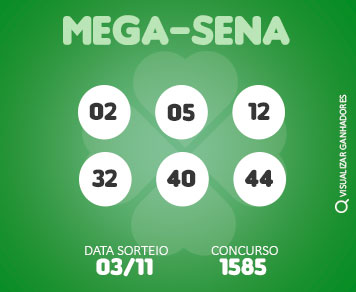 MEGA-SENA
02 05 12
32 40 44
DATA SORTEIO CONCURSO
03/11 1585
VISUALIZAR GANHADORES